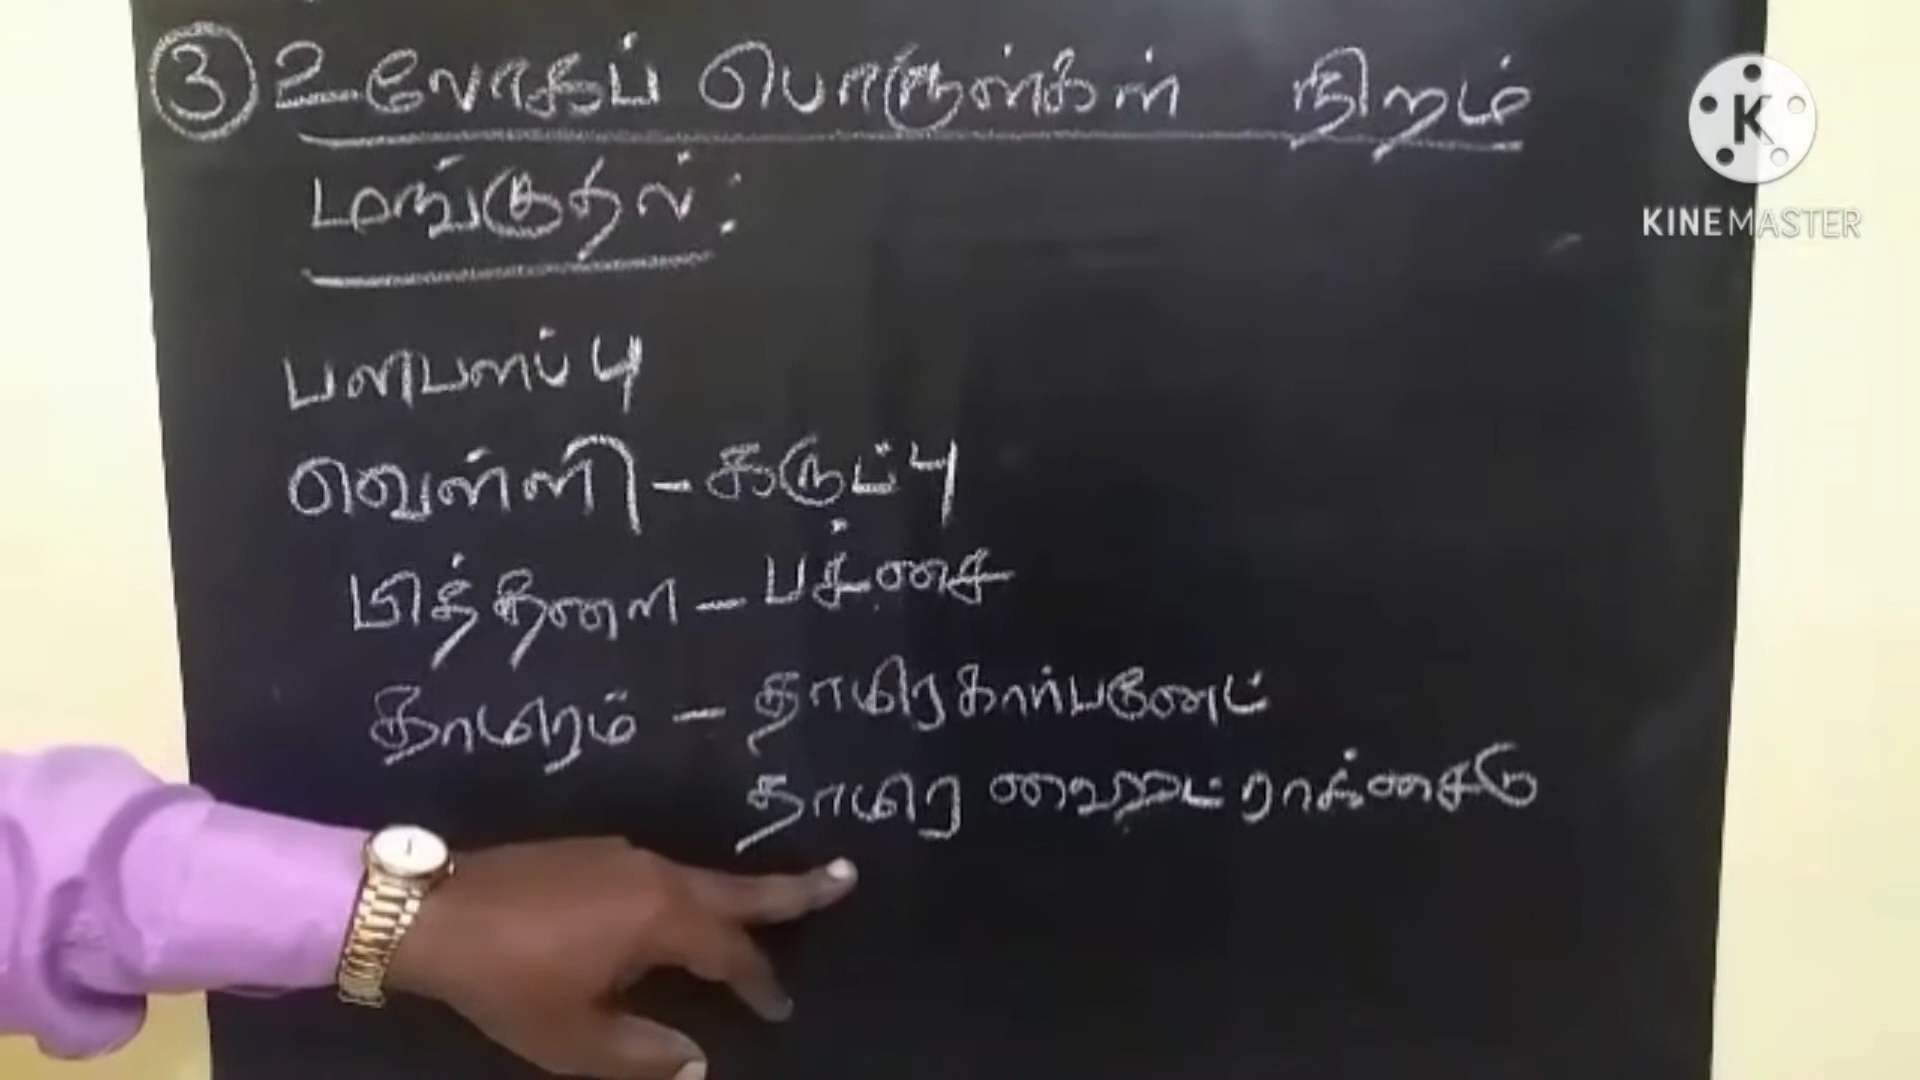 ③ உலோகப் பொருள்கள் நிறம்
மங்குதல் :
பளபளப்பு
வெள்ளி – கருப்பு
பித்தளை – பச்சை
தாமிரம் – தாமிரகார்பனேட்
தாமிர ஹைட்ராக்சைடு
K
KINEMASTER